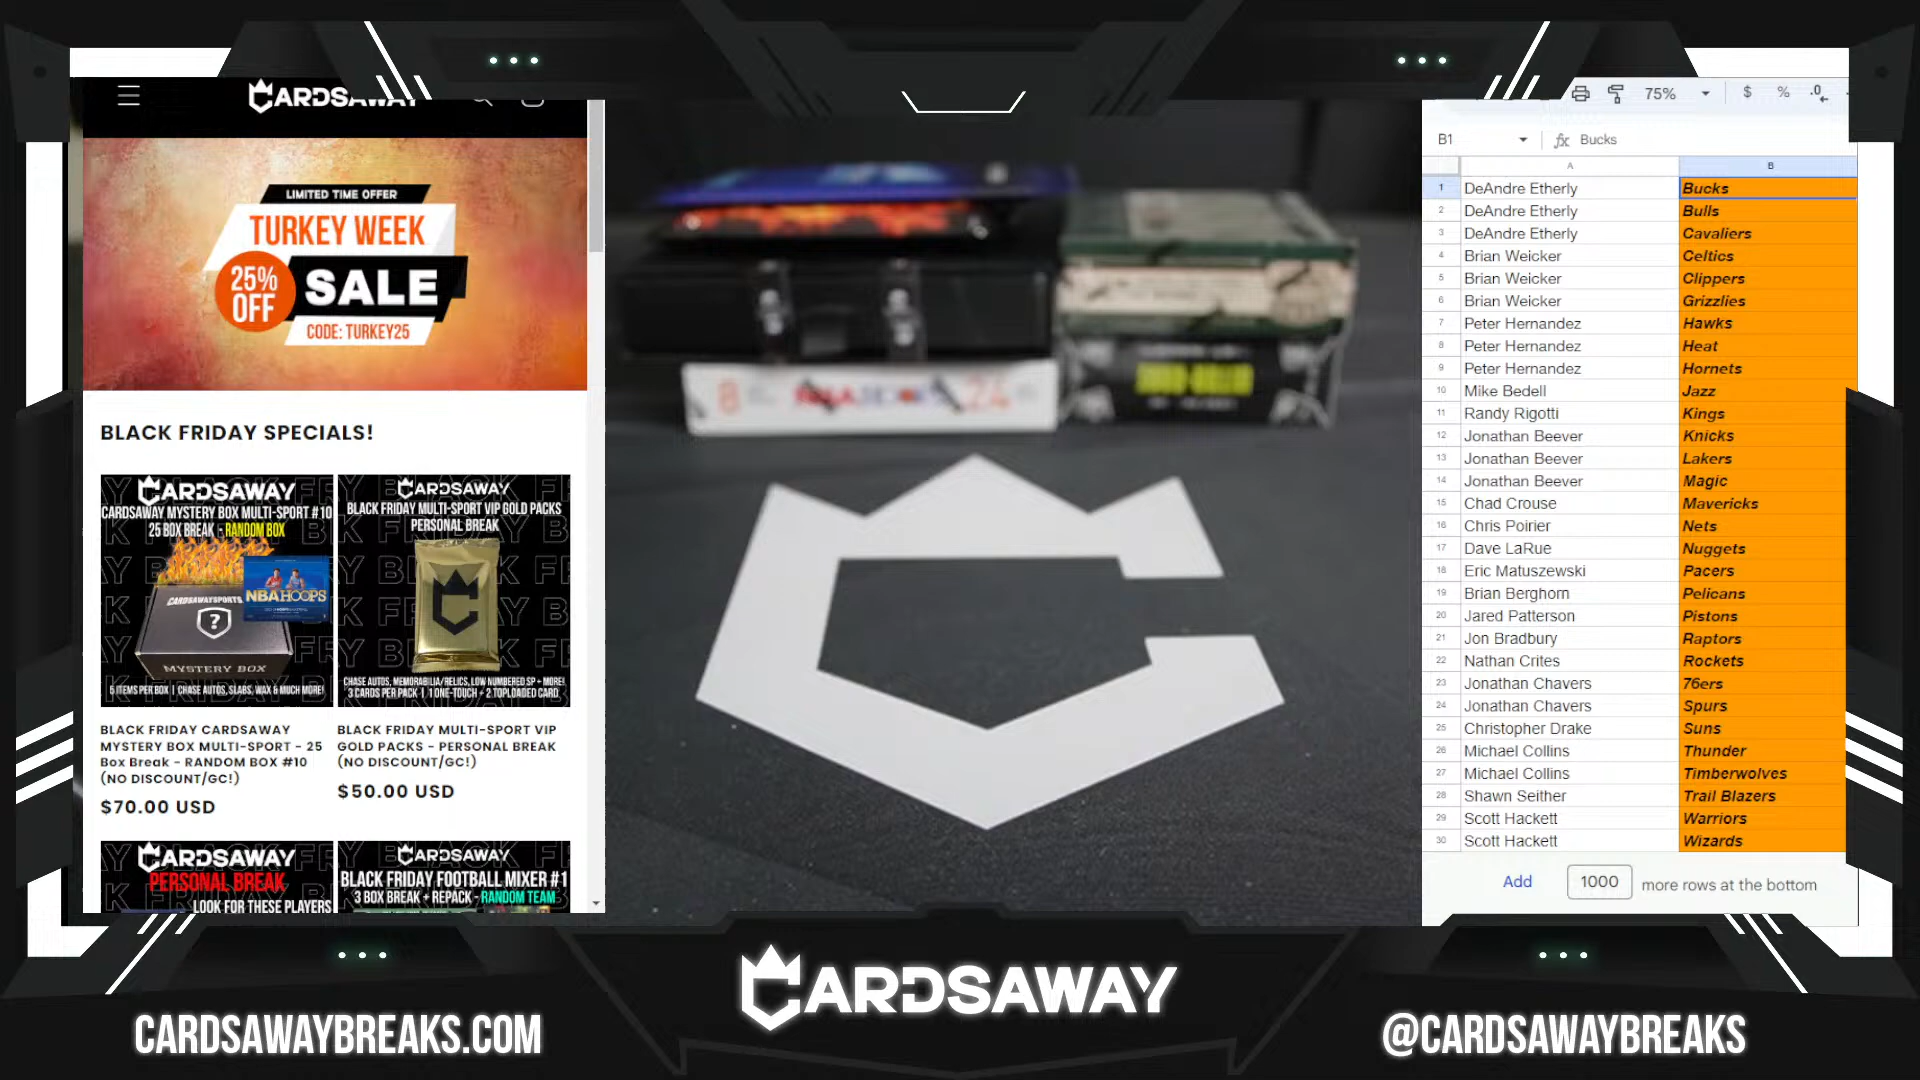 CARDSAWAY
LIMITED TIME OFFER
TURKEY WEEK
25%
OFF
SALE
CODE: TURKEY25
BLACK FRIDAY SPECIALS!
CARDSAWAY
CARDSAWAY MYSTERY BOX MULTI-SPORT #10
25 BOX BREAK - RANDOM BOX
CARDSAWAYSPORTS
?
NBA HOOPS
MYSTERY BOX
5 ITEMS PER BOX | CHASE AUTOS, SLABS, WAX & MUCH MORE!
CARDSAWAY
BLACK FRIDAY MULTI-SPORT VIP GOLD PACKS
PERSONAL BREAK
CHASE AUTOS, MEMORABILIA/RELICS, LOW NUMBERED SP + MORE!
3 CARDS PER PACK | 1 ONE-TOUCH + 2 TOPLOADED CARD
BLACK FRIDAY CARDSAWAY
MYSTERY BOX MULTI-SPORT - 25
Box Break - RANDOM BOX #10
(NO DISCOUNT/GC!)
$70.00 USD
BLACK FRIDAY MULTI-SPORT VIP
GOLD PACKS - PERSONAL BREAK
(NO DISCOUNT/GC!)
$50.00 USD
CARDSAWAY
PERSONAL BREAK
LOOK FOR THESE PLAYERS
CARDSAWAY
BLACK FRIDAY FOOTBALL MIXER #1
3 BOX BREAK + REPACK - RANDOM TEAM
75% $ % .0
B1 fx Bucks
A B
1 DeAndre Etherly Bucks
2 DeAndre Etherly Bulls
3 DeAndre Etherly Cavaliers
4 Brian Weicker Celtics
5 Brian Weicker Clippers
6 Brian Weicker Grizzlies
7 Peter Hernandez Hawks
8 Peter Hernandez Heat
9 Peter Hernandez Hornets
10 Mike Bedell Jazz
11 Randy Rigotti Kings
12 Jonathan Beever Knicks
13 Jonathan Beever Lakers
14 Jonathan Beever Magic
15 Chad Crouse Mavericks
16 Chris Poirier Nets
17 Dave LaRue Nuggets
18 Eric Matuszewski Pacers
19 Brian Berghorn Pelicans
20 Jared Patterson Pistons
21 Jon Bradbury Raptors
22 Nathan Crites Rockets
23 Jonathan Chavers 76ers
24 Jonathan Chavers Spurs
25 Christopher Drake Suns
26 Michael Collins Thunder
27 Michael Collins Timberwolves
28 Shawn Seither Trail Blazers
29 Scott Hackett Warriors
30 Scott Hackett Wizards
Add 1000 more rows at the bottom
CARDSAWAY
CARDSAWAYBREAKS.COM
@CARDSAWAYBREAKS